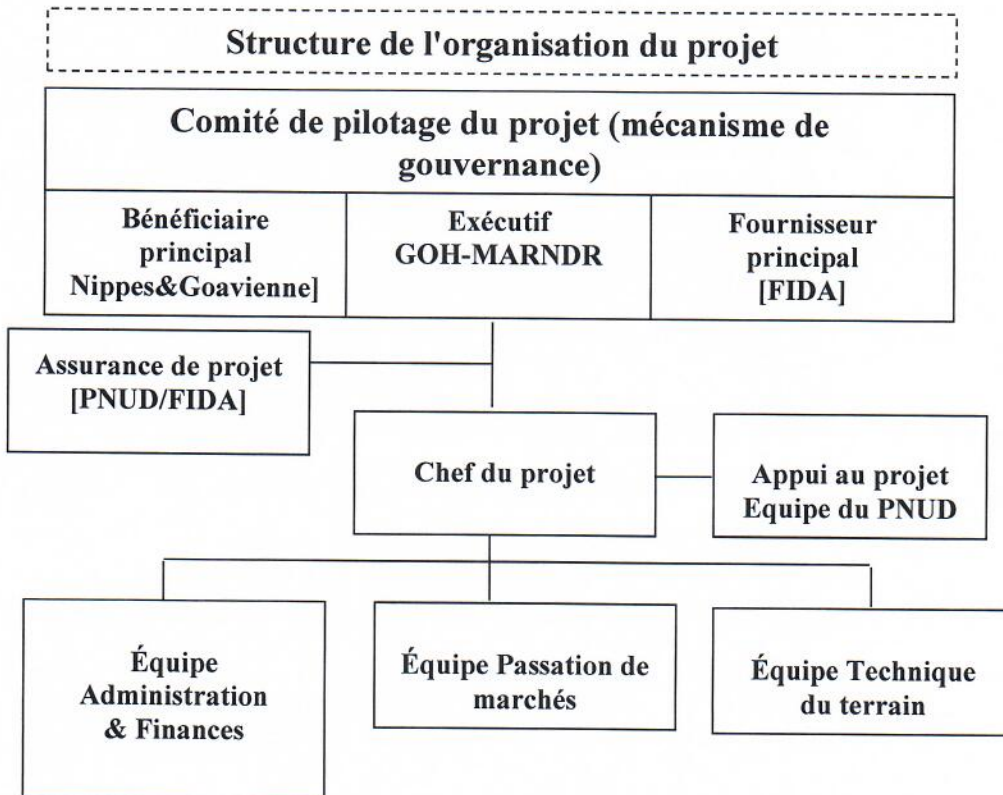 Structure de l'organisation du projet
Comité de pilotage du projet (mécanisme de
gouvernance)
Bénéficiaire
principal
Nippes&Goavienne]
Exécutif
GOH-MARNDR
Fournisseur
principal
[FIDA]
Assurance de projet
[PNUD/FIDA]
Chef du projet
Appui au projet
Equipe du PNUD
Équipe
Administration
& Finances
Équipe Passation de
marchés
Équipe Technique
du terrain